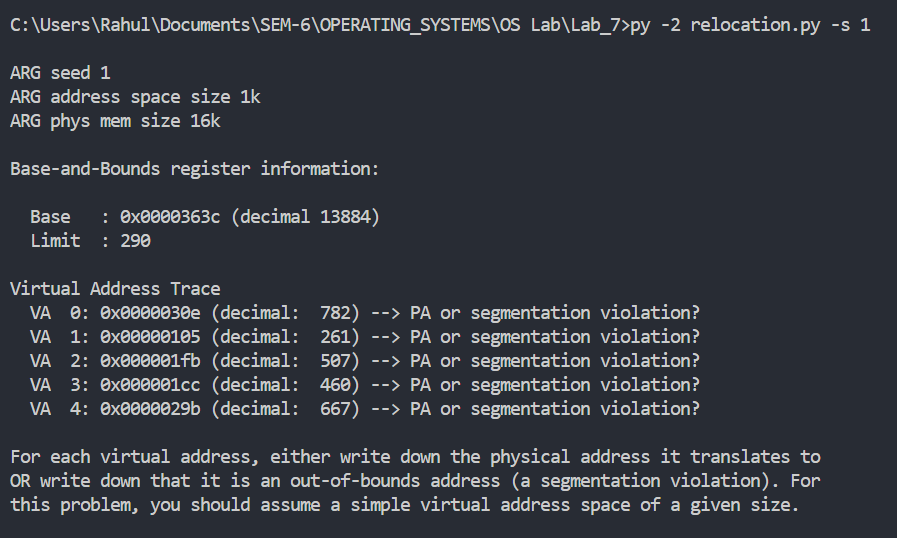 C:\Users\Rahul\Documents\SEM-6\OPERATING_SYSTEMS\OS Lab\Lab_7>py -2 relocation.py -s 1
ARG seed 1
ARG address space size 1k
ARG phys mem size 16k
Base-and-Bounds register information:
Base   : 0x0000363c (decimal 13884)
Limit  : 290
Virtual Address Trace
VA  0: 0x0000030e (decimal:  782) --> PA or segmentation violation?
VA  1: 0x00000105 (decimal:  261) --> PA or segmentation violation?
VA  2: 0x000001fb (decimal:  507) --> PA or segmentation violation?
VA  3: 0x000001cc (decimal:  460) --> PA or segmentation violation?
VA  4: 0x0000029b (decimal:  667) --> PA or segmentation violation?
For each virtual address, either write down the physical address it translates to
OR write down that it is an out-of-bounds address (a segmentation violation). For
this problem, you should assume a simple virtual address space of a given size.